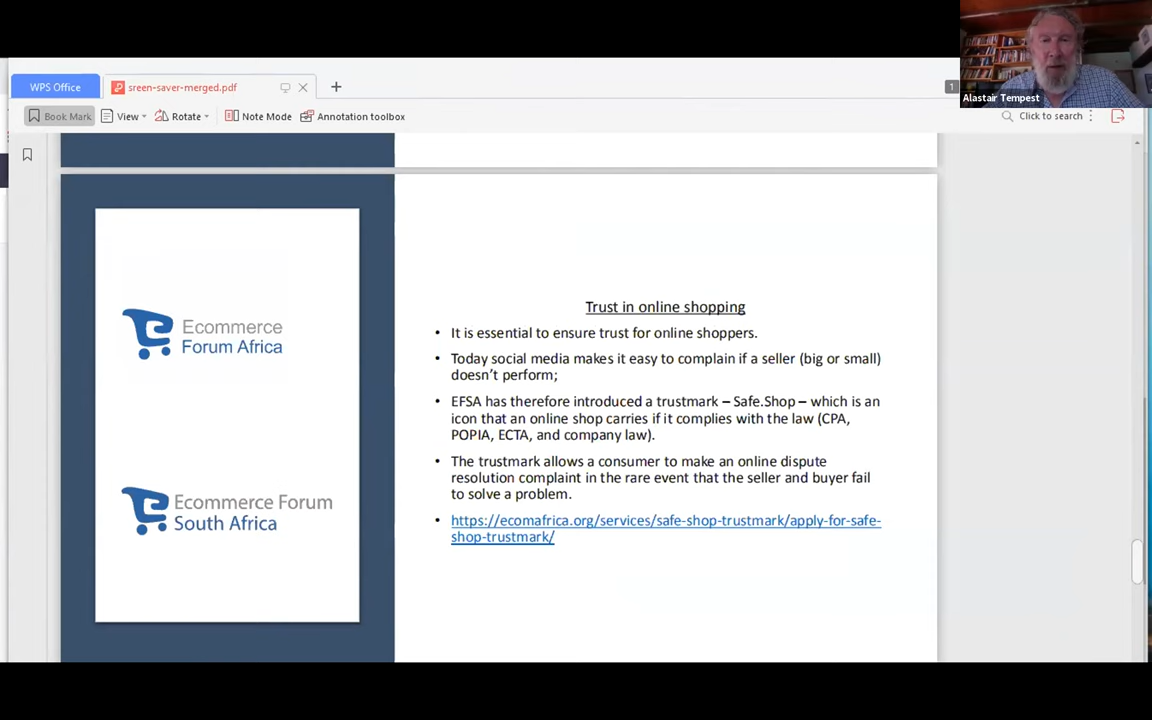 Alastair Tempest
WPS Office
sreen-saver-merged.pdf
1
Book Mark
View
Rotate
Note Mode
Annotation toolbox
Click to search
Ecommerce
Forum Africa
Ecommerce Forum
South Africa
Trust in online shopping
• It is essential to ensure trust for online shoppers.
• Today social media makes it easy to complain if a seller (big or small)
doesn't perform;
• EFSA has therefore introduced a trustmark – Safe.Shop – which is an
icon that an online shop carries if it complies with the law (CPA,
POPIA, ECTA, and company law).
• The trustmark allows a consumer to make an online dispute
resolution complaint in the rare event that the seller and buyer fail
to solve a problem.
• https://ecomafrica.org/services/safe-shop-trustmark/apply-for-safe-
shop-trustmark/